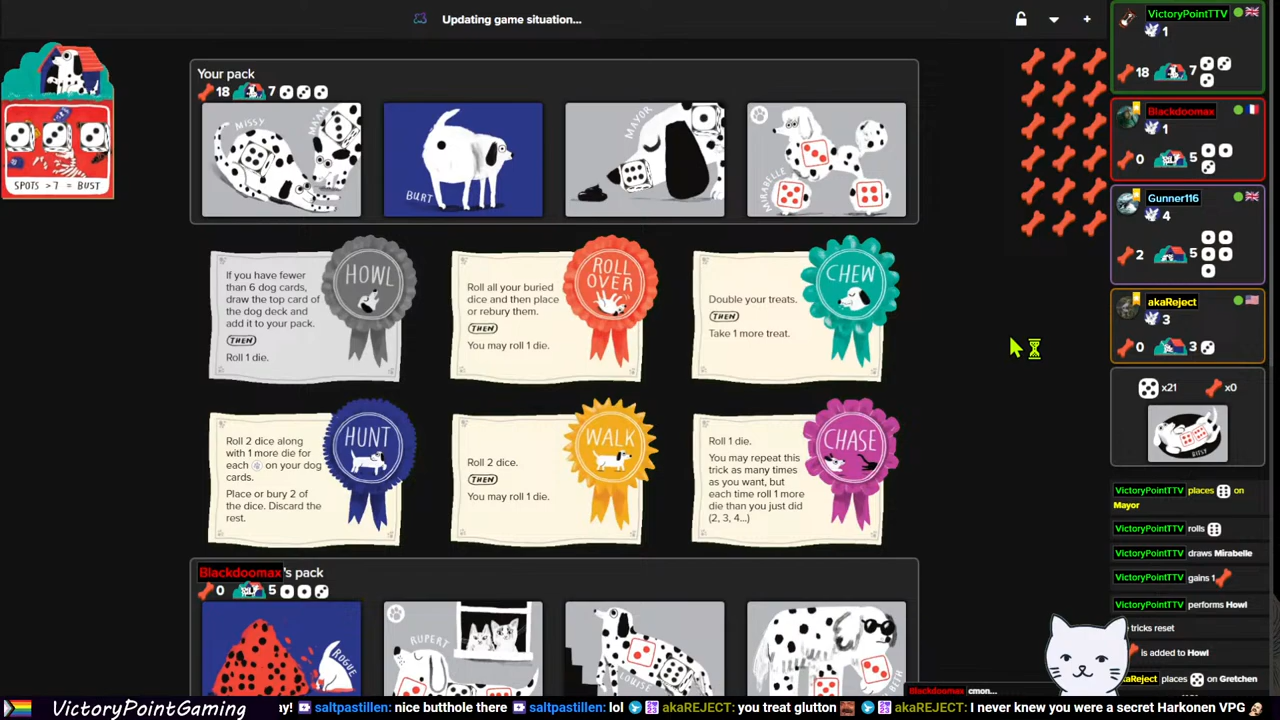 Updating game situation...
SPOTS >7 = BUST
Your pack
18 7
MISSY
MA'AM
BURT
MAYOR
MIRABELLE
If you have fewer
than 6 dog cards,
draw the top card of
the dog deck and
add it to your pack.
THEN
Roll 1 die.
HOWL
Roll all your buried
dice and then place
or rebury them.
THEN
You may roll 1 die.
ROLL
OVER
Double your treats.
THEN
Take 1 more treat.
CHEW
Roll 2 dice along
with 1 more die for
each on your dog
cards.
Place or bury 2 of
the dice. Discard the
rest.
HUNT
Roll 2 dice.
THEN
You may roll 1 die.
WALK
Roll 1 die.
You may repeat this
trick as many times
as you want, but
each time roll 1 more
die than you just did
(2, 3, 4...)
CHASE
Blackdoomax's pack
0 5
ROGUE
RUPERT
LOUIS
VictoryPointTTV
1
18 7
Blackdoomax
1
0 5
Gunner116
4
2 5
akaReject
3
0 3
x21 x0
BITSY
VictoryPointTTV places on
Mayor
VictoryPointTTV rolls
VictoryPointTTV draws Mirabelle
VictoryPointTTV gains 1
VictoryPointTTV performs Howl
tricks reset
is added to Howl
Reject places on Gretchen
Blackdoomax cmon...
VictoryPointGaming
ay! saltpastillen: nice butthole there saltpastillen: lol akaREJECT: you treat glutton akaREJECT: I never knew you were a secret Harkonen VPG